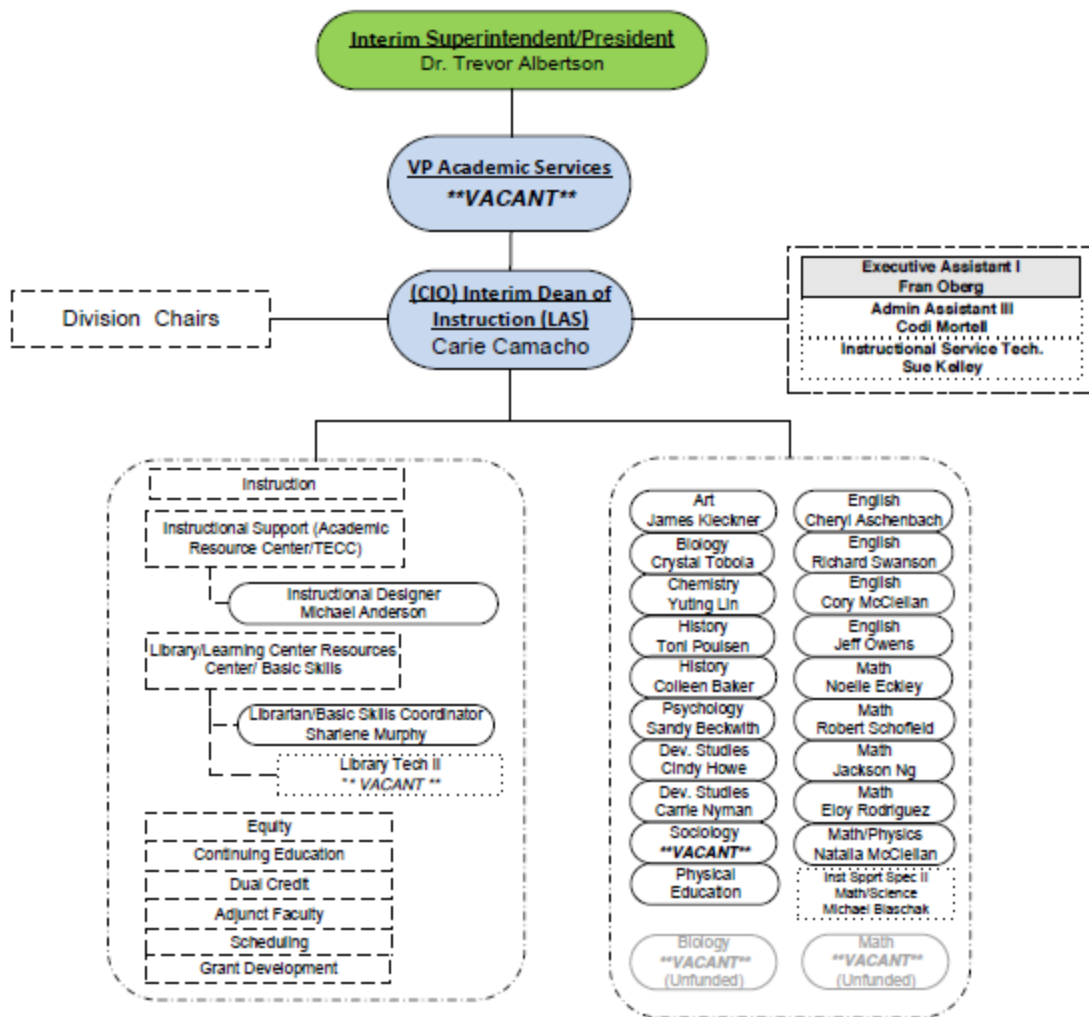 Interim Superintendent/President
Dr. Trevor Albertson
VP Academic Services
**VACANT**
(CIO) Interim Dean of
Instruction (LAS)
Carie Camacho
Division Chairs
Executive Assistant I
Fran Oberg
Admin Assistant III
Codi Mortell
Instructional Service Tech.
Sue Kelley
Instruction
Instructional Support (Academic
Resource Center/TECC)
Instructional Designer
Michael Anderson
Library/Learning Center Resources
Center/ Basic Skills
Librarian/Basic Skills Coordinator
Sharlene Murphy
Library Tech II
** VACANT **
Equity
Continuing Education
Dual Credit
Adjunct Faculty
Scheduling
Grant Development
Art
James Kleckner
Biology
Crystal Tobola
Chemistry
Yuting Lin
History
Toni Poulsen
History
Colleen Baker
Psychology
Sandy Beckwith
Dev. Studies
Cindy Howe
Dev. Studies
Carrie Nyman
Sociology
**VACANT**
Physical
Education
Biology
**VACANT**
(Unfunded)
English
Cheryl Aschenbach
English
Richard Swanson
English
Cory McClellan
English
Jeff Owens
Math
Noelle Eckley
Math
Robert Schofield
Math
Jackson Ng
Math
Eloy Rodriguez
Math/Physics
Natalia McClellan
Inst Spprt Spec II
Math/Science
Michael Blaschak
Math
**VACANT**
(Unfunded)